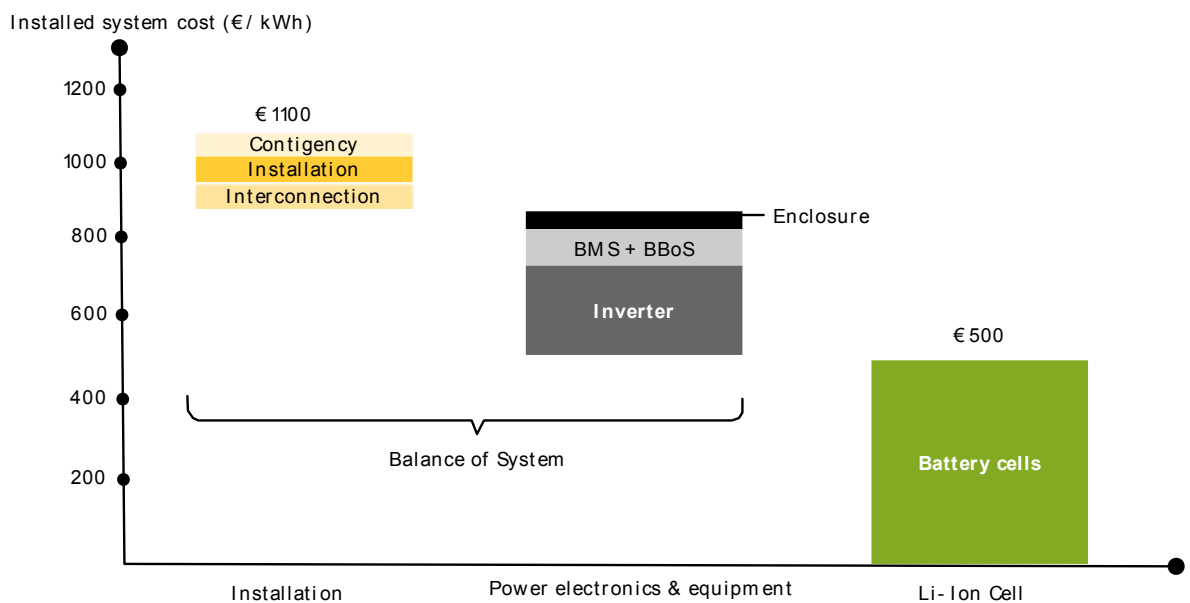 Installed system cost (€/ kWh)
1200
€ 1100
Contigency
1000
Installation
Interconnection
Enclosure
800
BMS + BBoS
600
Inverter
€ 500
400
Balance of System
Battery cells
200
Installation
Power electronics & equipment
Li-Ion Cell